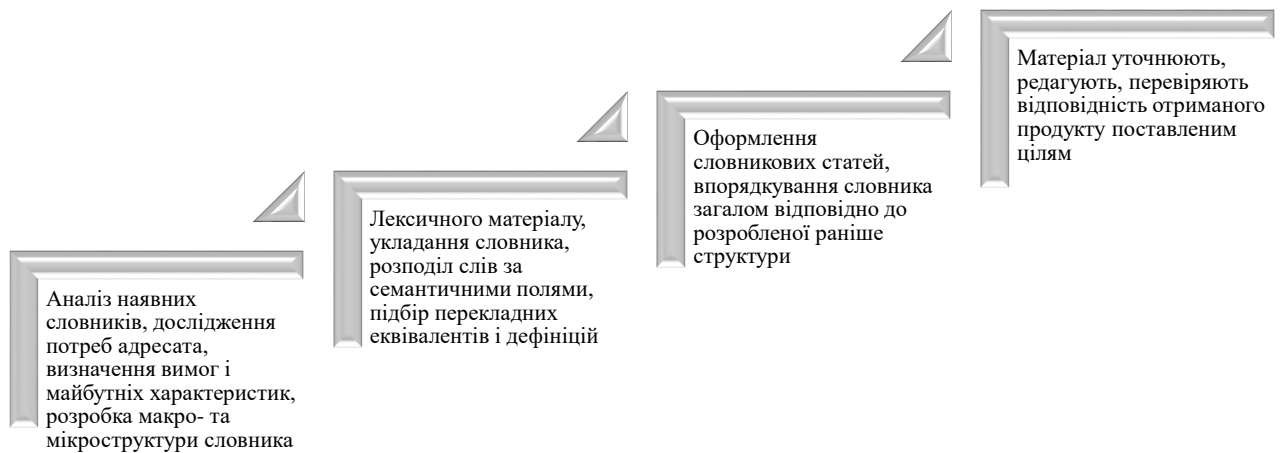 Аналіз наявних
словників, дослідження
потреб адресата,
визначення вимог і
майбутніх характеристик,
розробка макро- та
мікроструктури словника
Лексичного матеріалу,
укладання словника,
розподіл слів за
семантичними полями,
підбір перекладних
еквівалентів і дефініцій
Оформлення
словникових статей,
впорядкування словника
загалом відповідно до
розробленої раніше
структури
Матеріал уточнюють,
редагують, перевіряють
відповідність отриманого
продукту поставленим
цілям